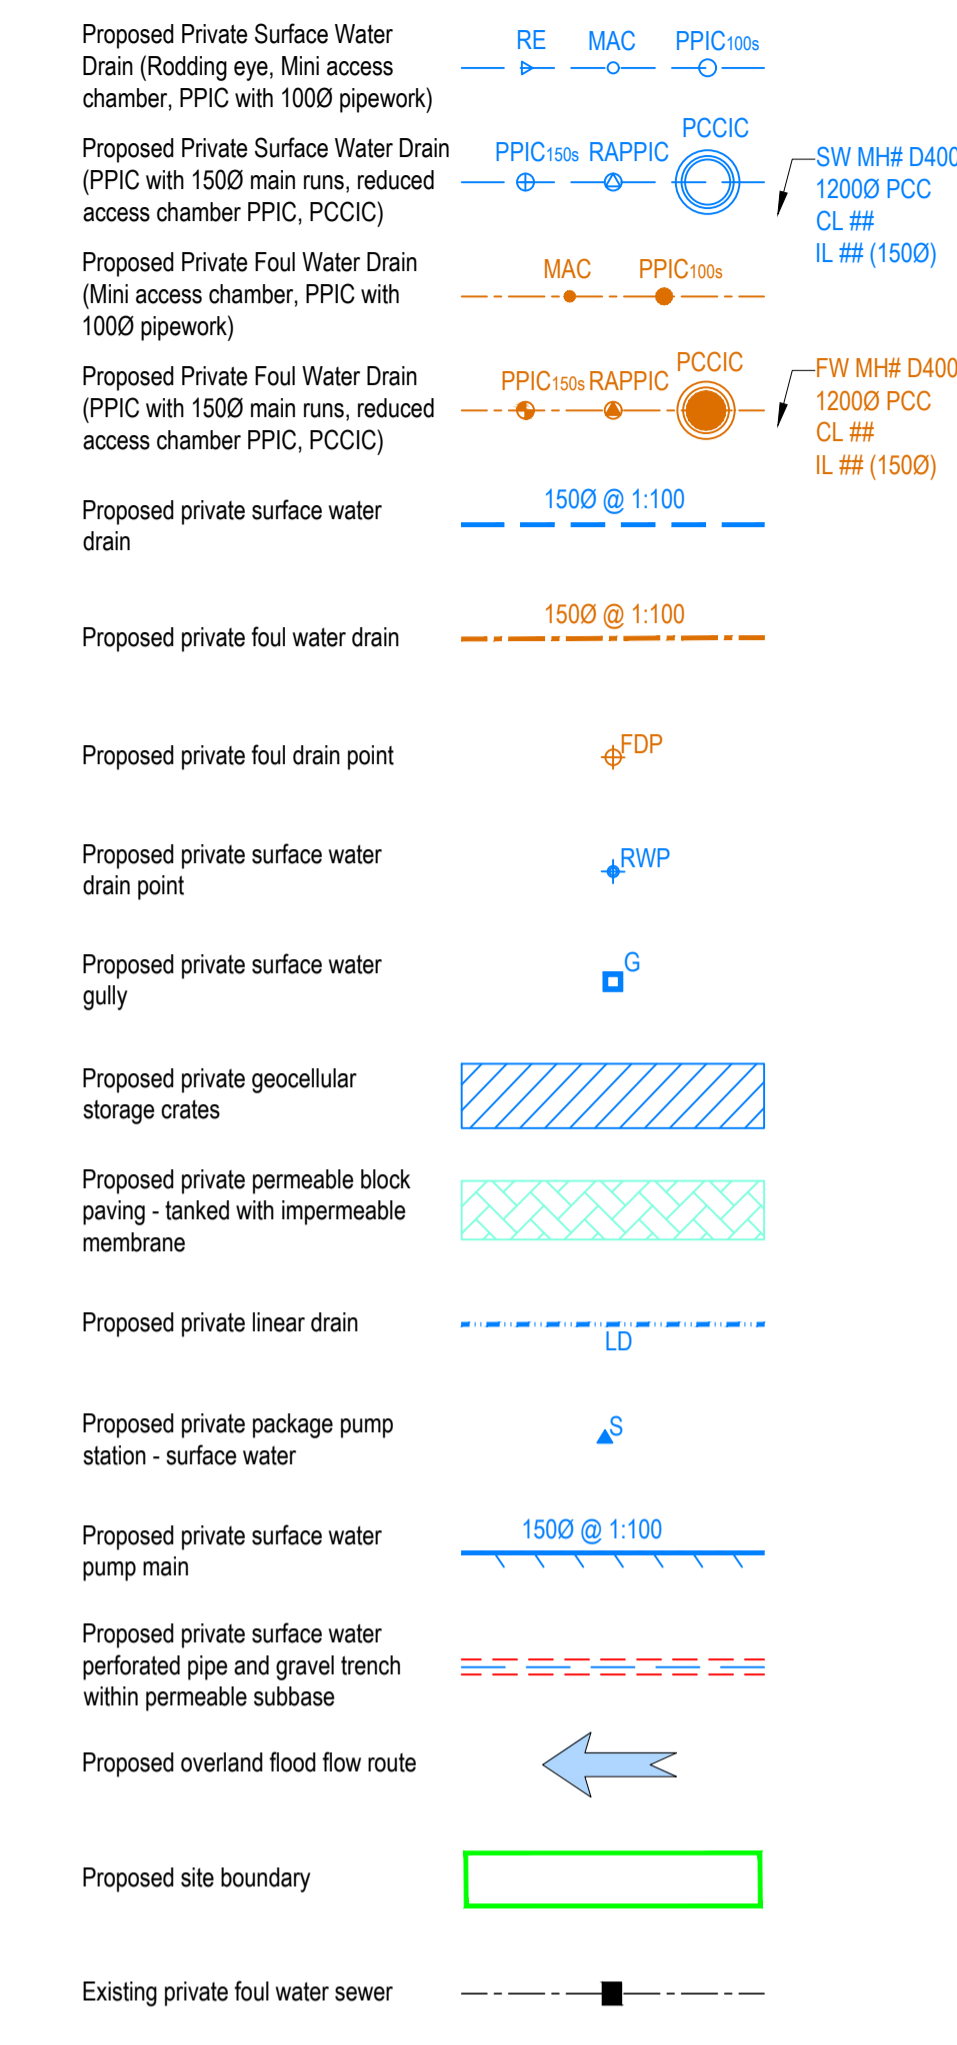 Proposed Private Surface Water
Drain (Rodding eye, Mini access
chamber, PPIC with 100Ø pipework)
RE
MAC
PPIC100s
Proposed Private Surface Water Drain
(PPIC with 150Ø main runs, reduced
access chamber PPIC, PCCIC)
PPIC150s
RAPPIC
PCCIC
SW MH# D400
1200Ø PCC
CL ##
IL ## (150Ø)
Proposed Private Foul Water Drain
(Mini access chamber, PPIC with
100Ø pipework)
MAC
PPIC100s
Proposed Private Foul Water Drain
(PPIC with 150Ø main runs, reduced
access chamber PPIC, PCCIC)
PPIC150s
RAPPIC
PCCIC
FW MH# D400
1200Ø PCC
CL ##
IL ## (150Ø)
Proposed private surface water
drain
150Ø @ 1:100
Proposed private foul water drain
150Ø @ 1:100
Proposed private foul drain point
FDP
Proposed private surface water
drain point
RWP
Proposed private surface water
gully
G
Proposed private geocellular
storage crates
Proposed private permeable block
paving - tanked with impermeable
membrane
Proposed private linear drain
LD
Proposed private package pump
station - surface water
S
Proposed private surface water
pump main
150Ø @ 1:100
Proposed private surface water
perforated pipe and gravel trench
within permeable subbase
Proposed overland flood flow route
Proposed site boundary
Existing private foul water sewer